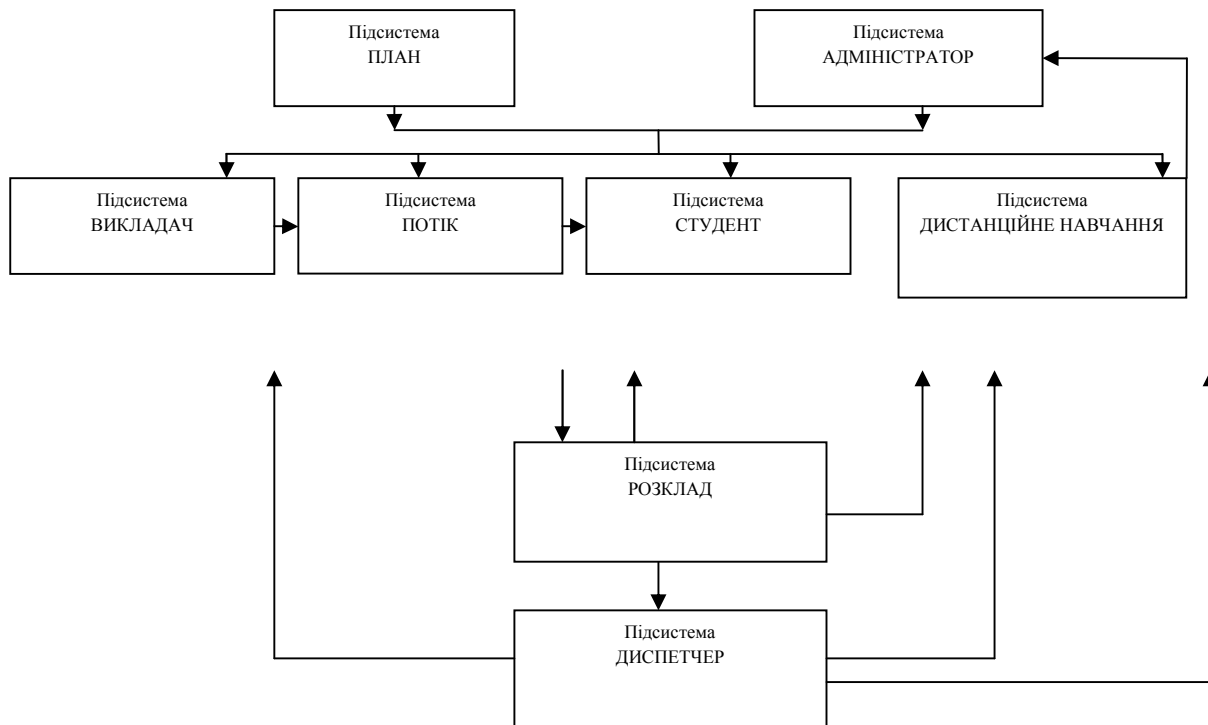 Підсистема
ПЛАН
Підсистема
АДМІНІСТРАТОР
Підсистема
ВИКЛАДАЧ
Підсистема
ПОТІК
Підсистема
СТУДЕНТ
Підсистема
ДИСТАНЦІЙНЕ НАВЧАННЯ
Підсистема
РОЗКЛАД
Підсистема
ДИСПЕТЧЕР